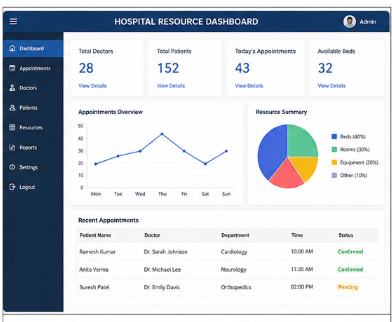 HOSPITAL RESOURCE DASHBOARD
Admin
Dashboard
Appointments
Doctors
Patients
Resources
Reports
Settings
Logout
Total Doctors
28
View Details
Total Patients
152
View Details
Today's Appointments
43
View Details
Available Beds
32
View Details
Appointments Overview
50
40
30
20
10
0
Mon Tue Wed Thu Fri Sat Sun
Resource Summary
Beds (40%)
Rooms (30%)
Equipment (20%)
Other (10%)
Recent Appointments
Patient Name Doctor Department Time Status
Ramesh Kumar Dr. Sarah Johnson Cardiology 10:00 AM Confirmed
Anita Verma Dr. Michael Lee Neurology 11:30 AM Confirmed
Suresh Patel Dr. Emily Davis Orthopedics 02:00 PM Pending